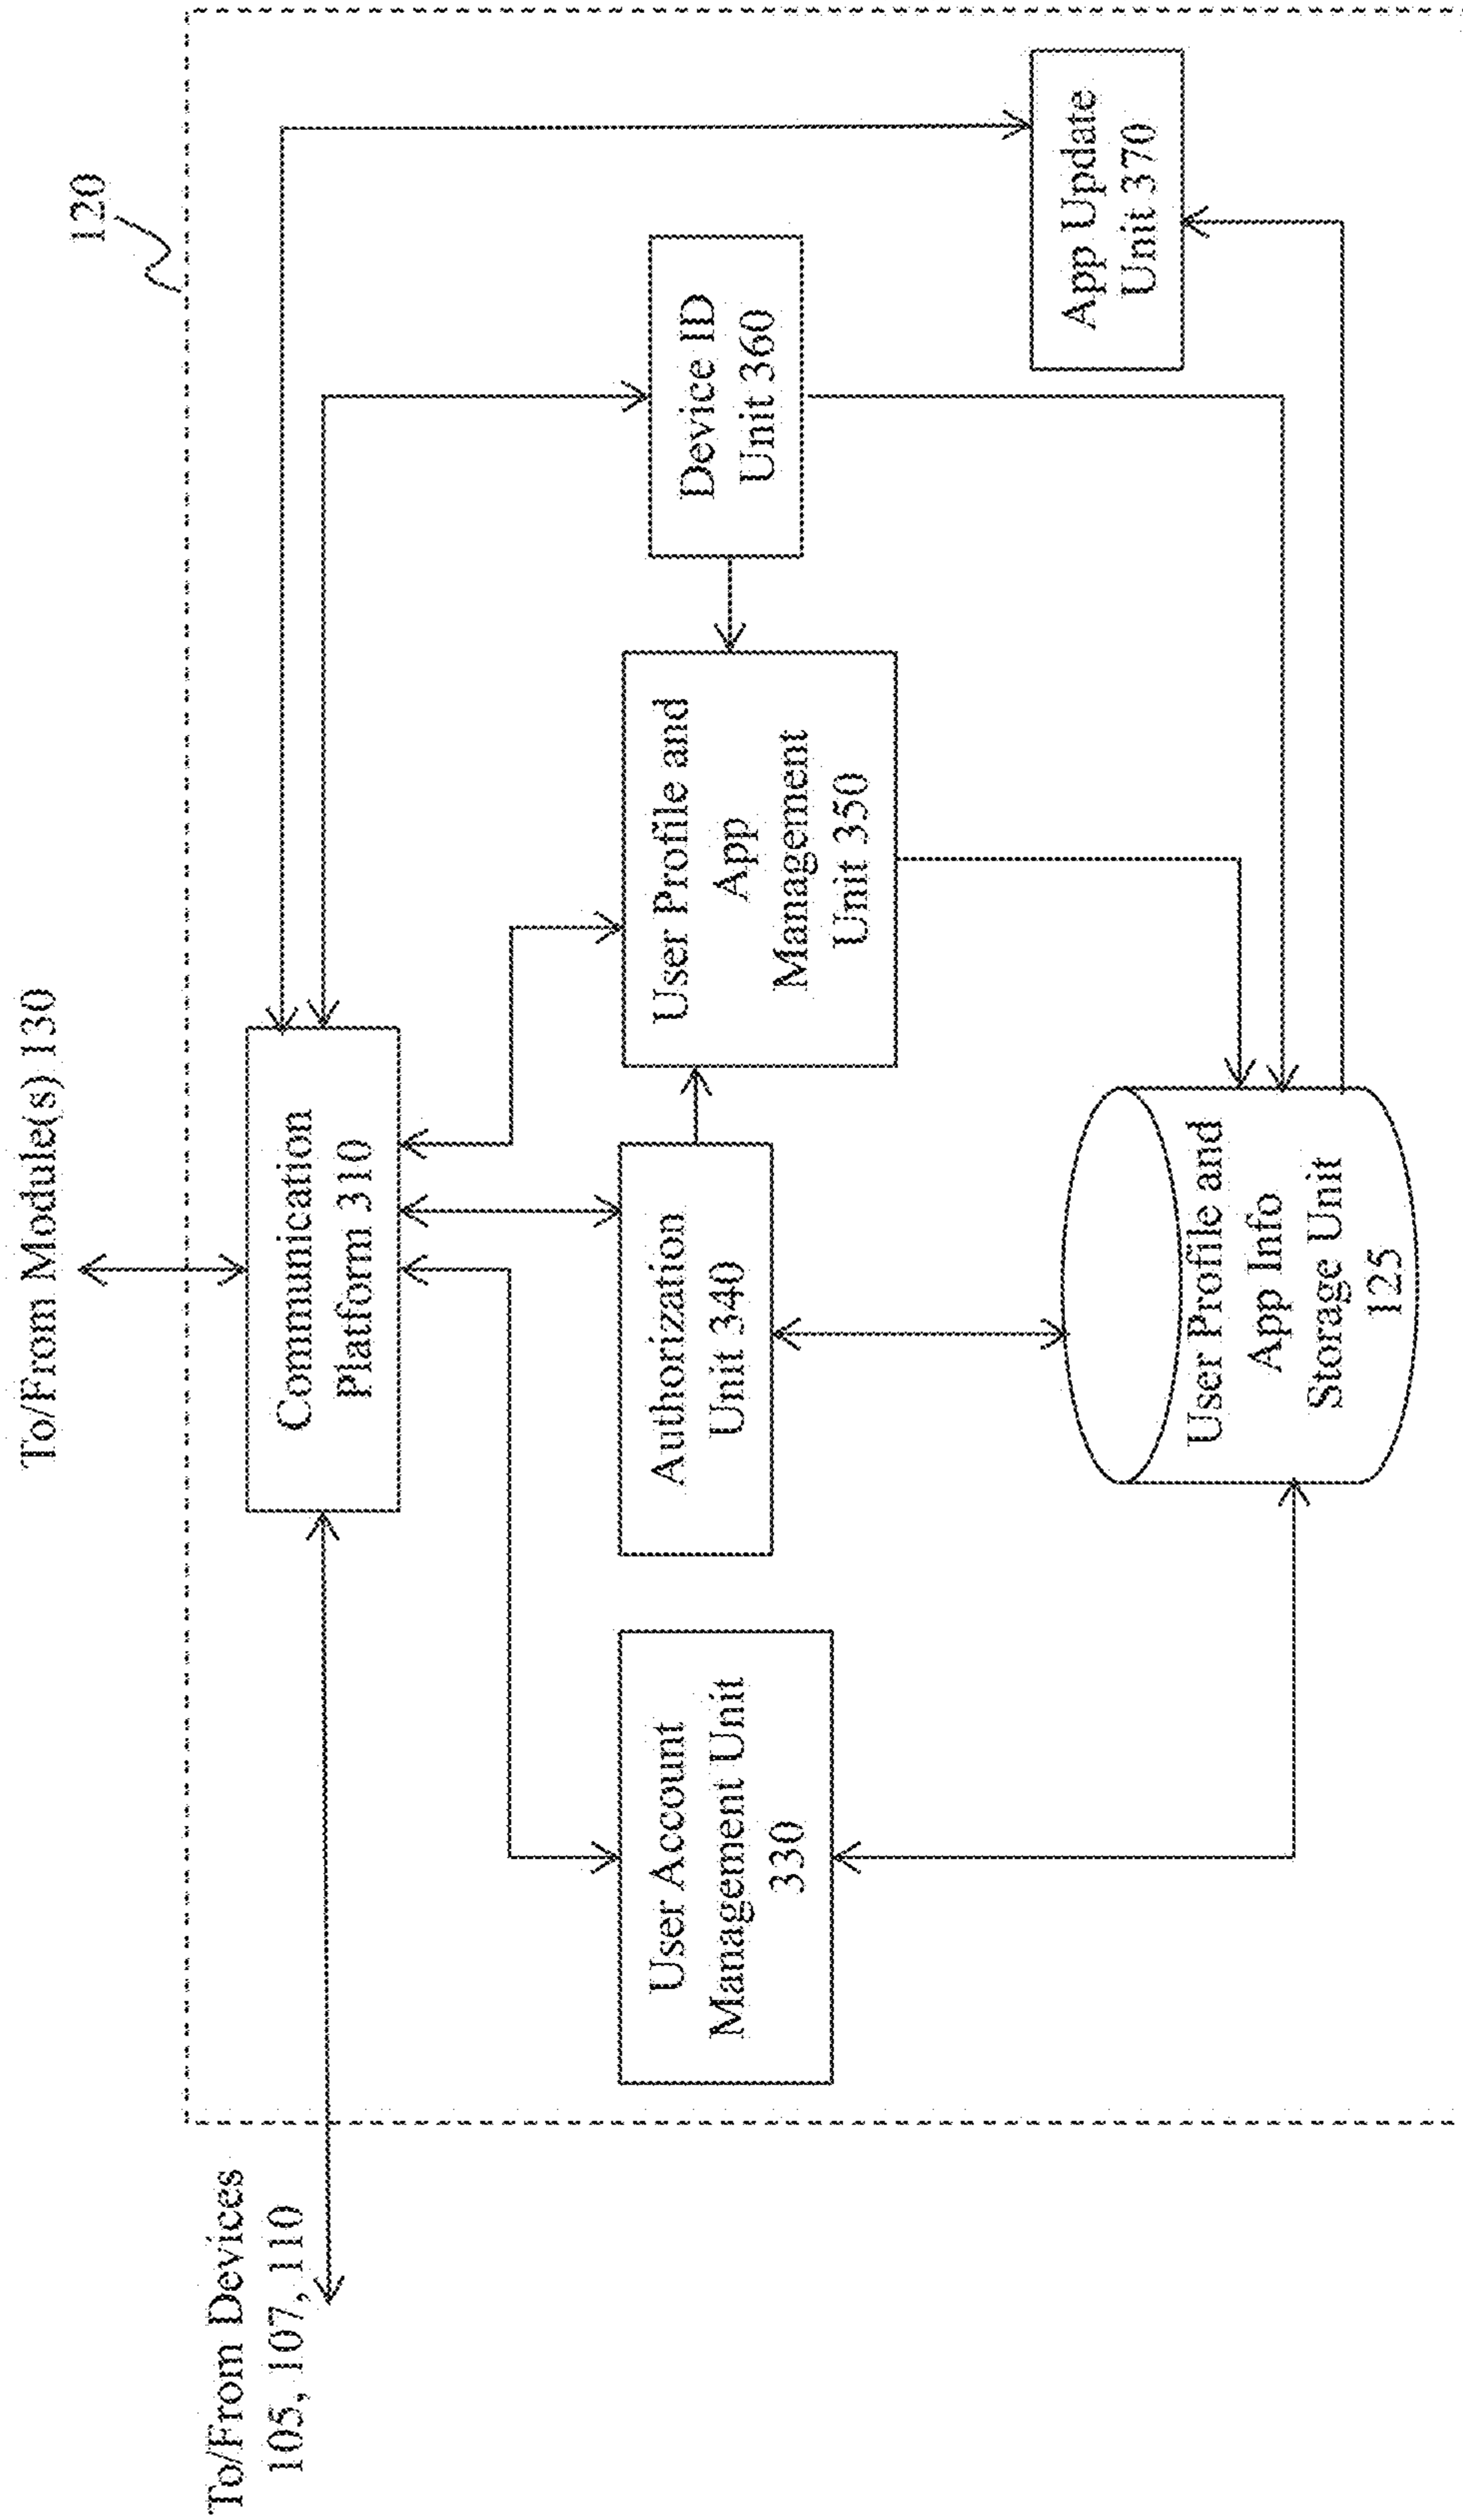 To/From Module(s) 130
120
To/From Devices
105, 107, 110
Communication
Platform 310
User Account
Management Unit
330
Authorization
Unit 340
User Profile and
App
Management
Unit 350
Device ID
Unit 360
App Update
Unit 370
User Profile and
App Info
Storage Unit
125